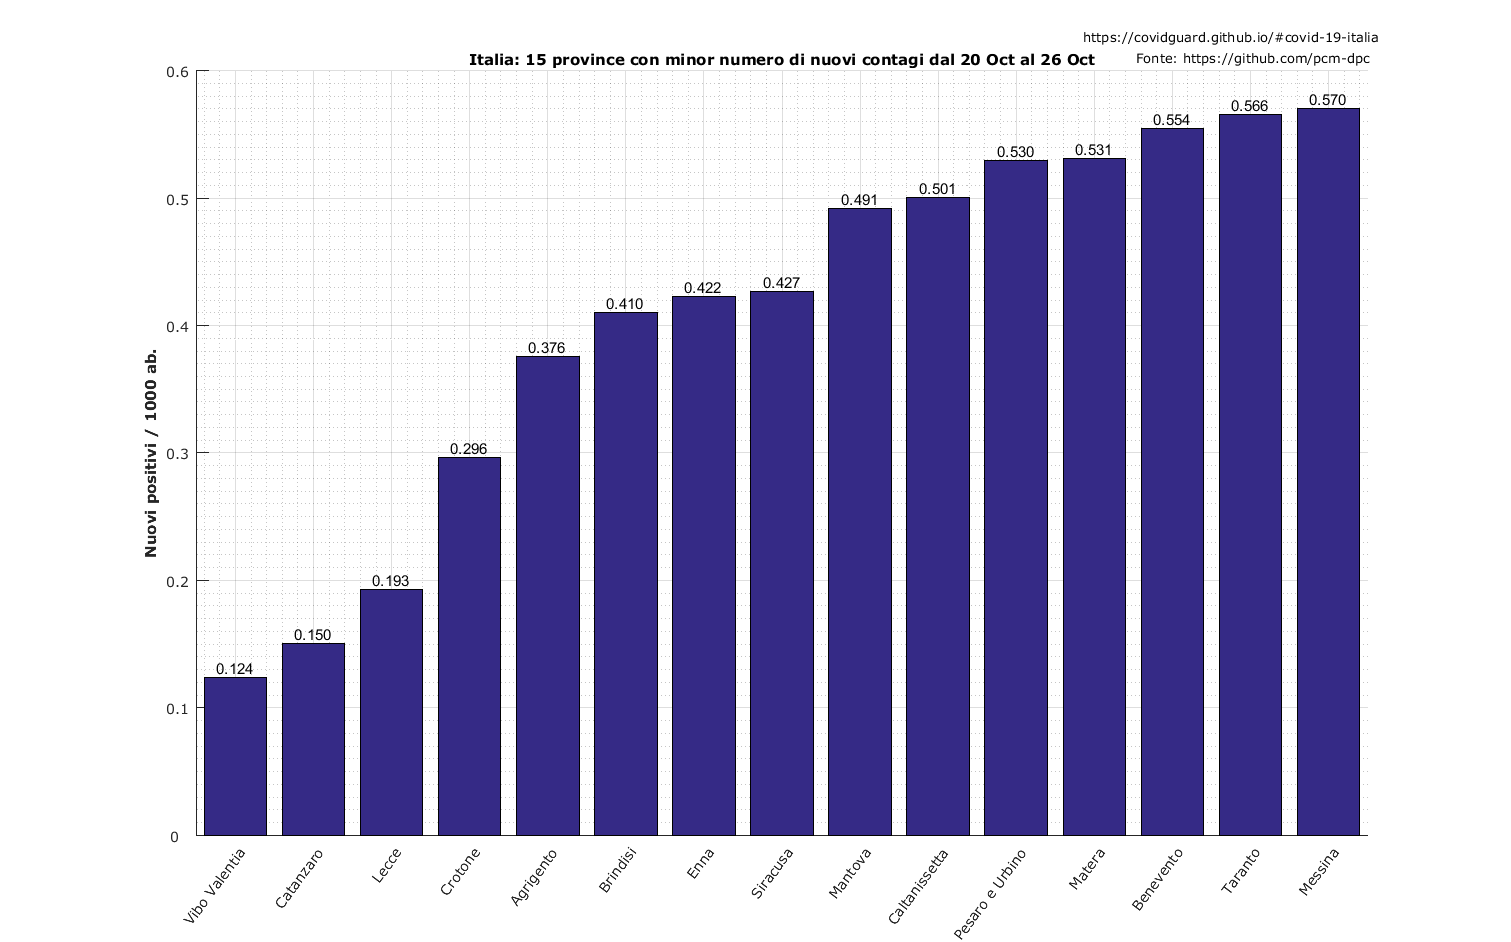 https://covidguard.github.io/#covid-19-italia
Italia: 15 province con minor numero di nuovi contagi dal 20 Oct al 26 Oct
Fonte: https://github.com/pcm-dpc
Nuovi positivi / 1000 ab.
0.6
0.5
0.4
0.3
0.2
0.1
0
0.124
0.150
0.193
0.296
0.376
0.410
0.422
0.427
0.491
0.501
0.530
0.531
0.554
0.566
0.570
Vibo Valentia
Catanzaro
Lecce
Crotone
Agrigento
Brindisi
Enna
Siracusa
Mantova
Caltanissetta
Pesaro e Urbino
Matera
Benevento
Taranto
Messina